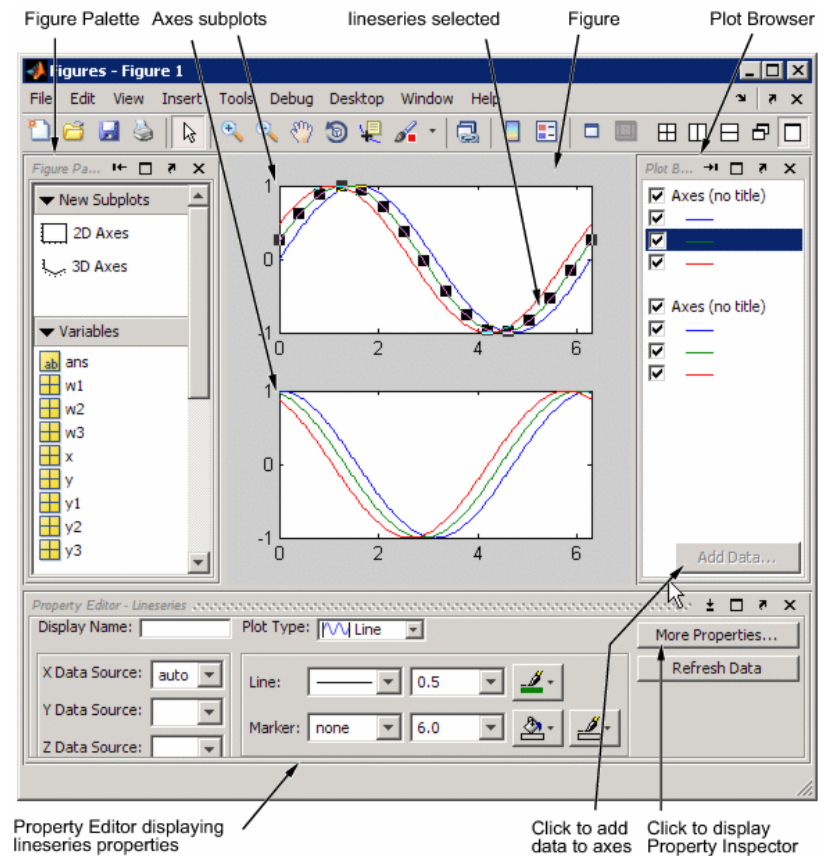 Figure Palette Axes subplots lineseries selected Figure Plot Browser
Figures - Figure 1
File Edit View Insert Tools Debug Desktop Window Help
Figure Pa...
New Subplots
2D Axes
3D Axes
Variables
ab ans
w1
w2
w3
x
y
y1
y2
y3
1
0
-1
0 2 4 6
1
0
-1
0 2 4 6
Plot B...
Axes (no title)
Axes (no title)
Add Data...
Property Editor - Lineseries
Display Name: Plot Type: Line
More Properties...
Refresh Data
X Data Source: auto
Y Data Source:
Z Data Source:
Line: 0.5
Marker: none 6.0
Property Editor displaying
lineseries properties
Click to add
data to axes
Click to display
Property Inspector